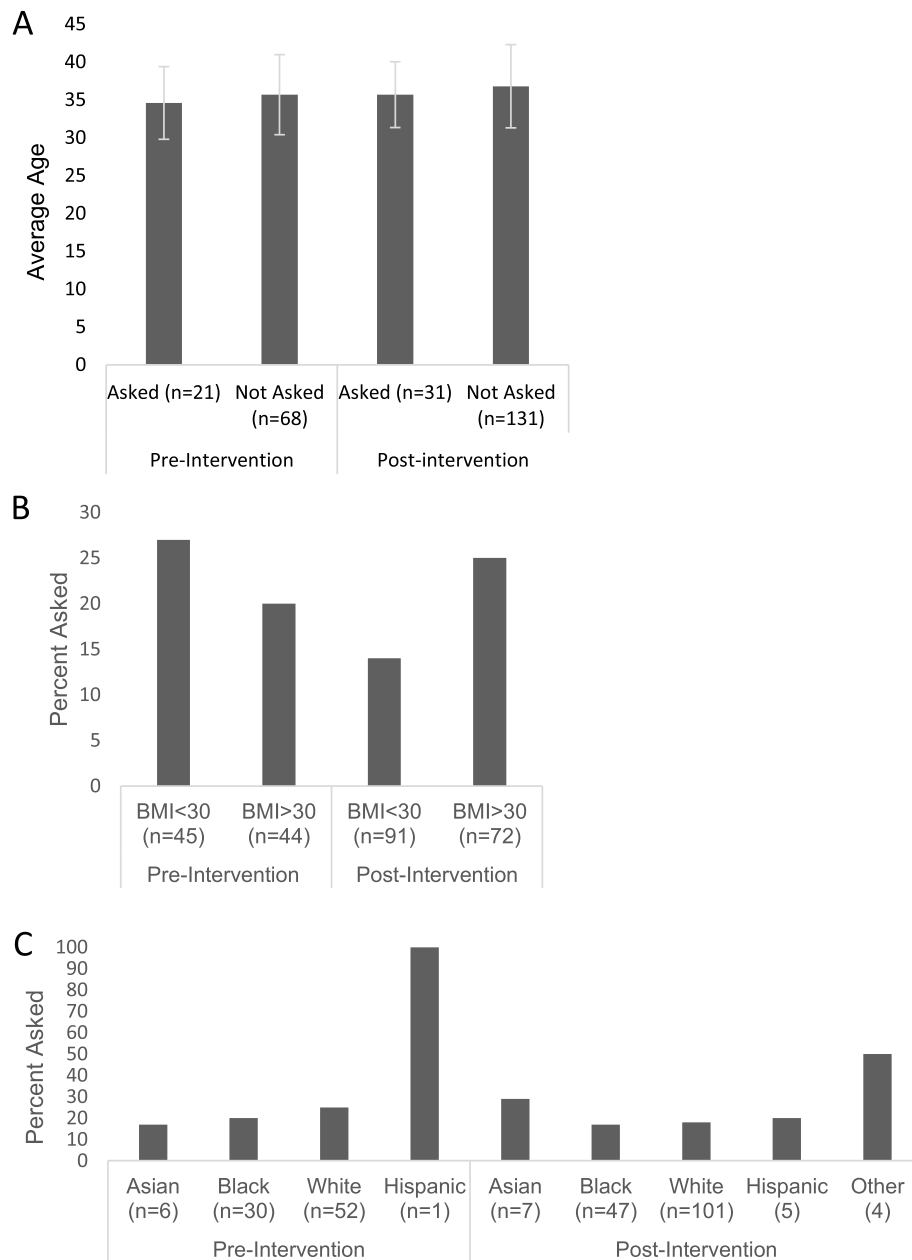 A
45
40
35
30
25
20
15
10
5
0
Average Age
Asked (n=21) Not Asked Asked (n=31) Not Asked
(n=68) (n=131)
Pre-Intervention Post-intervention
B
30
25
20
15
10
5
0
Percent Asked
BMI<30 BMI>30 BMI<30 BMI>30
(n=45) (n=44) (n=91) (n=72)
Pre-Intervention Post-Intervention
C
100
90
80
70
60
50
40
30
20
10
0
Percent Asked
Asian Black White Hispanic Asian Black White Hispanic Other
(n=6) (n=30) (n=52) (n=1) (n=7) (n=47) (n=101) (5) (4)
Pre-Intervention Post-Intervention